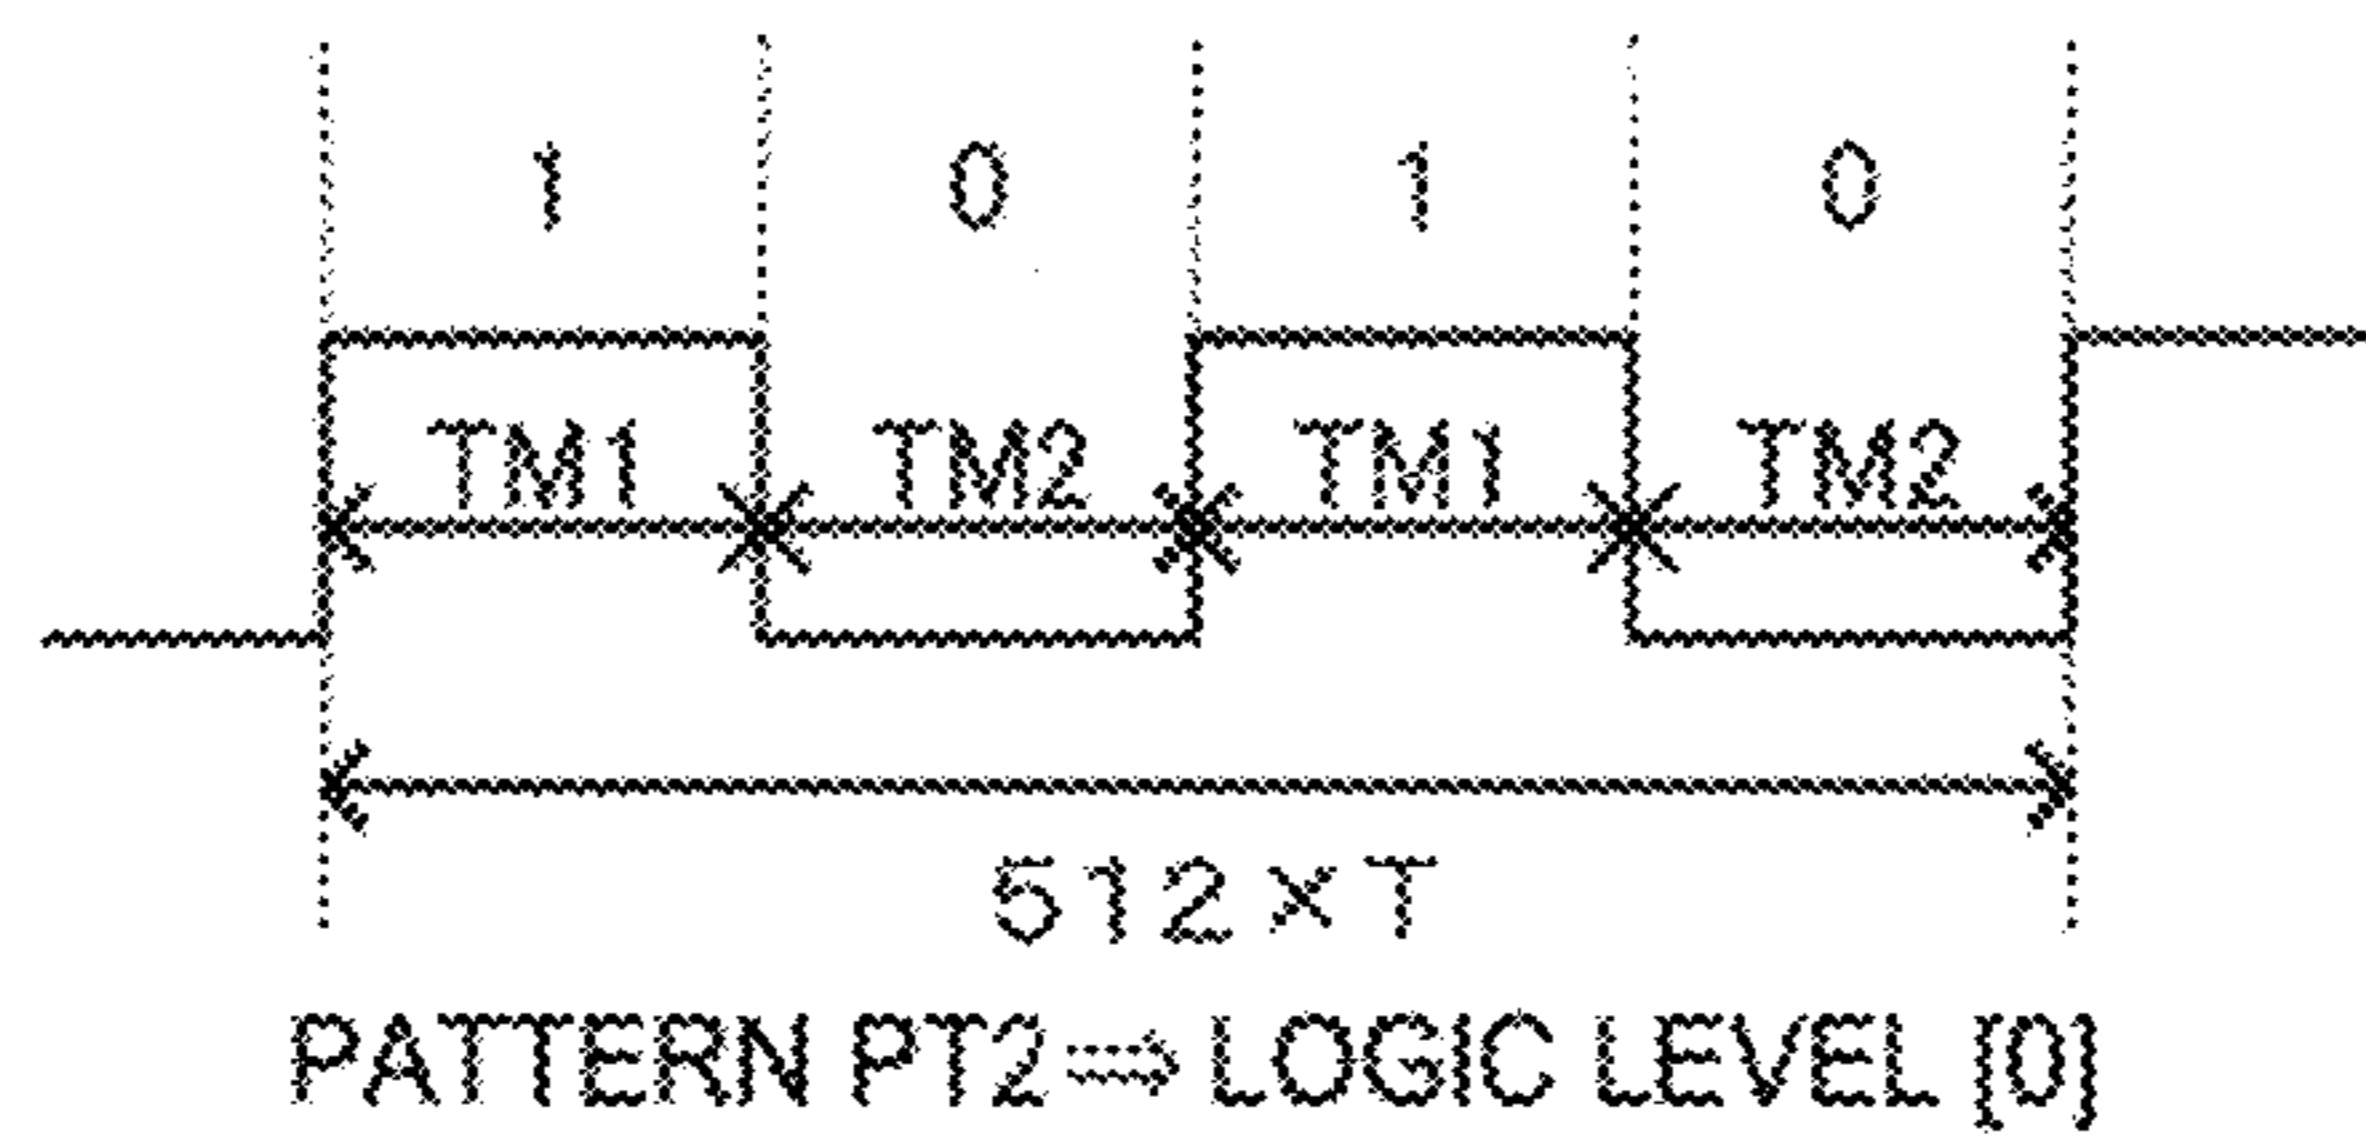 1 0 1 0
TM1 TM2 TM1 TM2
512×T
PATTERN PT2⇒LOGIC LEVEL [0]